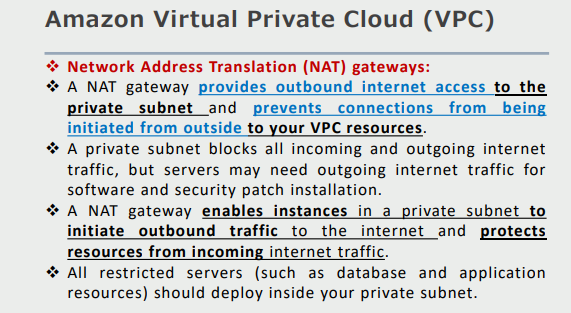 Amazon Virtual Private Cloud (VPC)
❖ Network Address Translation (NAT) gateways:
❖ A NAT gateway provides outbound internet access to the
private subnet and prevents connections from being
initiated from outside to your VPC resources.
❖ A private subnet blocks all incoming and outgoing internet
traffic, but servers may need outgoing internet traffic for
software and security patch installation.
❖ A NAT gateway enables instances in a private subnet to
initiate outbound traffic to the internet and protects
resources from incoming internet traffic.
❖ All restricted servers (such as database and application
resources) should deploy inside your private subnet.